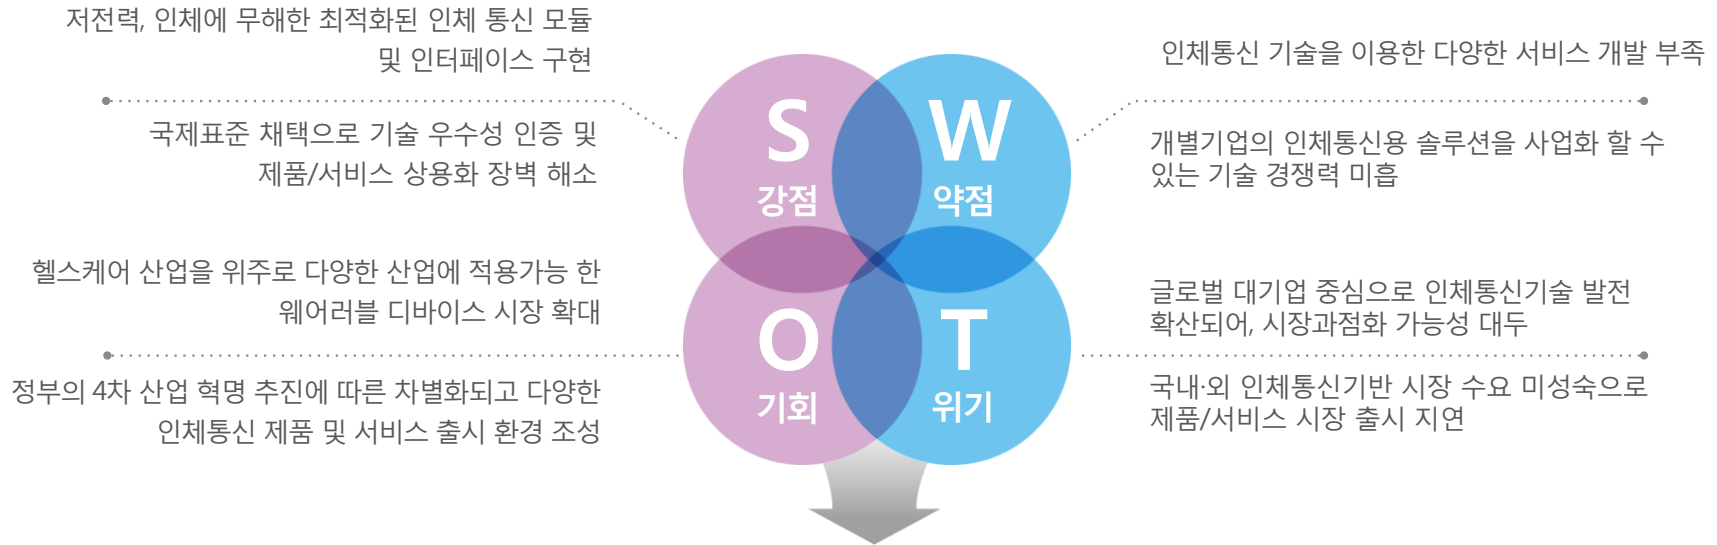 저전력, 인체에 무해한 최적화된 인체 통신 모듈
및 인터페이스 구현
국제표준 채택으로 기술 우수성 인증 및
제품/서비스 상용화 장벽 해소
S
강점
W
약점
인체통신 기술을 이용한 다양한 서비스 개발 부족
개별기업의 인체통신용 솔루션을 사업화 할 수
있는 기술 경쟁력 미흡
헬스케어 산업을 위주로 다양한 산업에 적용가능 한
웨어러블 디바이스 시장 확대
정부의 4차 산업 혁명 추진에 따른 차별화되고 다양한
인체통신 제품 및 서비스 출시 환경 조성
O
기회
T
위기
글로벌 대기업 중심으로 인체통신기술 발전
확산되어, 시장과점화 가능성 대두
국내·외 인체통신기반 시장 수요 미성숙으로
제품/서비스 시장 출시 지연